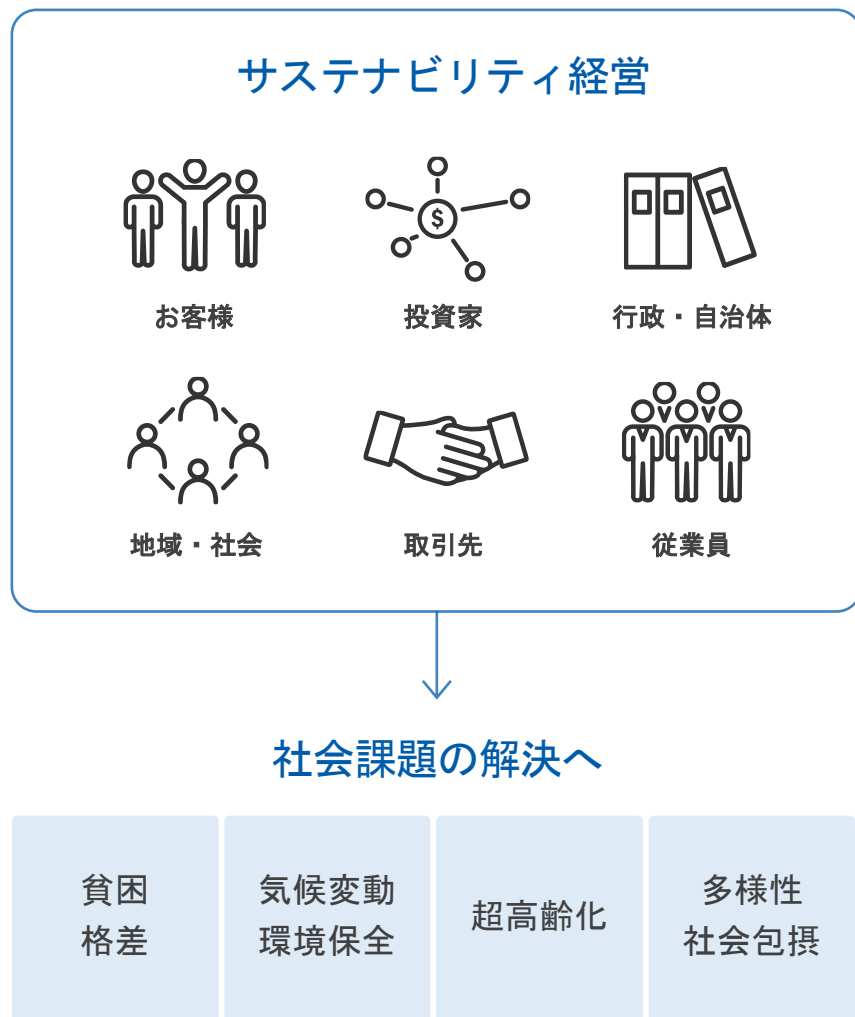 サステナビリティ経営
$
お客様
投資家
行政・自治体
地域・社会
取引先
従業員
社会課題の解決へ
貧困
格差
気候変動
環境保全
超高齢化
多様性
社会包摂